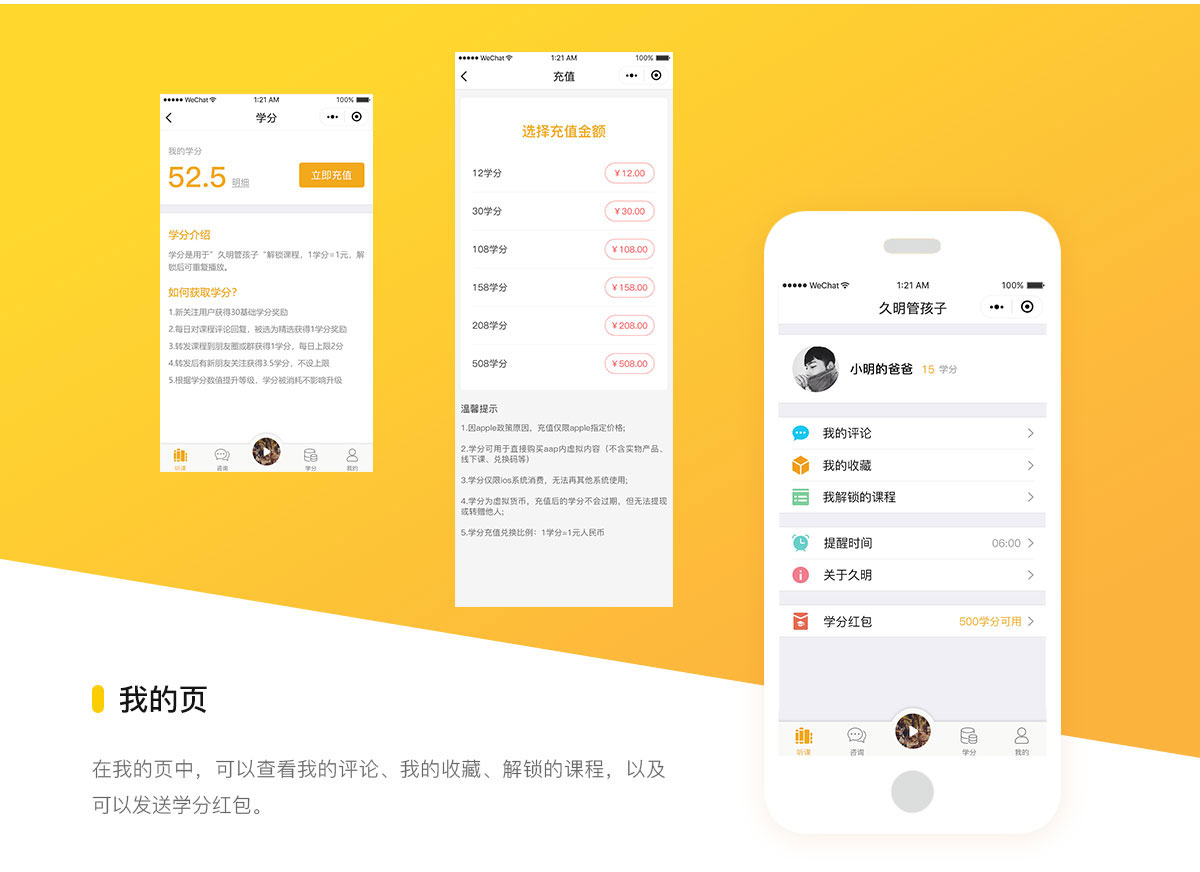 WeChat 1:21 AM 100%
学分
我的学分
52.5 明细
立即充值
学分介绍
学分是用于”久明管孩子“解锁课程，1学分=1元，解
锁后可重复播放。
如何获取学分？
1.新关注用户获得30基础学分奖励
2.每日对课程评论回复，被选为精选获得1学分奖励
3.转发课程到朋友圈或群获得1学分，每日上限2分
4.转发后有新朋友关注获得3.5学分，不设上限
5.根据学分数值提升等级，学分被消耗不影响升级
听课 咨询 学分 我的
WeChat 1:21 AM 100%
充值
选择充值金额
12学分 ¥12.00
30学分 ¥30.00
108学分 ¥108.00
158学分 ¥158.00
208学分 ¥208.00
508学分 ¥508.00
温馨提示
1.因apple政策原因，充值仅限apple指定价格;
2.学分可用于直接购买aap内虚拟内容（不含实物产品、
线下课、兑换码等）
3.学分仅限ios系统消费，无法再其他系统使用;
4.学分为虚拟货币，充值后的学分不会过期，但无法提现
或转赠他人;
5.学分充值兑换比例：1学分=1元人民币
WeChat 1:21 AM 100%
久明管孩子
小明的爸爸 15 学分
我的评论
我的收藏
我解锁的课程
提醒时间 06:00
关于久明
学分红包 500学分可用
听课 咨询 学分 我的
我的页
在我的页中，可以查看我的评论、我的收藏、解锁的课程，以及
可以发送学分红包。